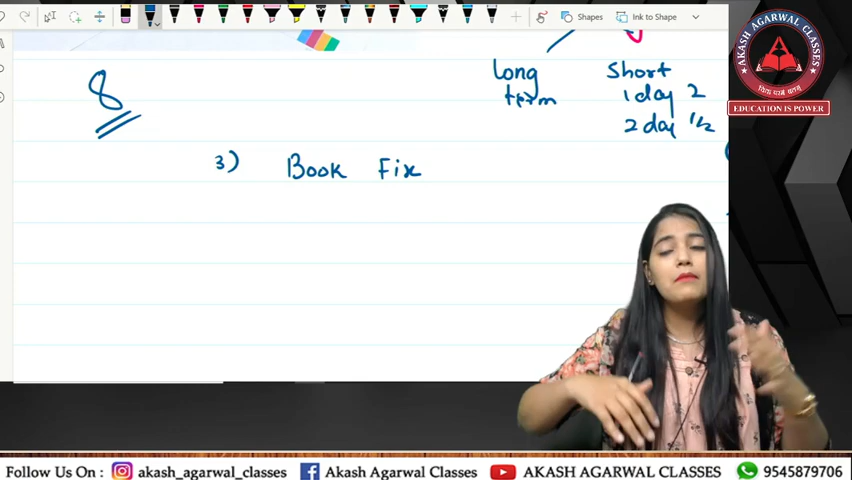 Shapes
Ink to Shape
AKASH AGARWAL CLASSES
EDUCATION IS POWER
8
long
term
Short
1 day 2
2 day 1/2
3) Book Fix
Follow Us On : akash_agarwal_classes Akash Agarwal Classes AKASH AGARWAL CLASSES 9545879706